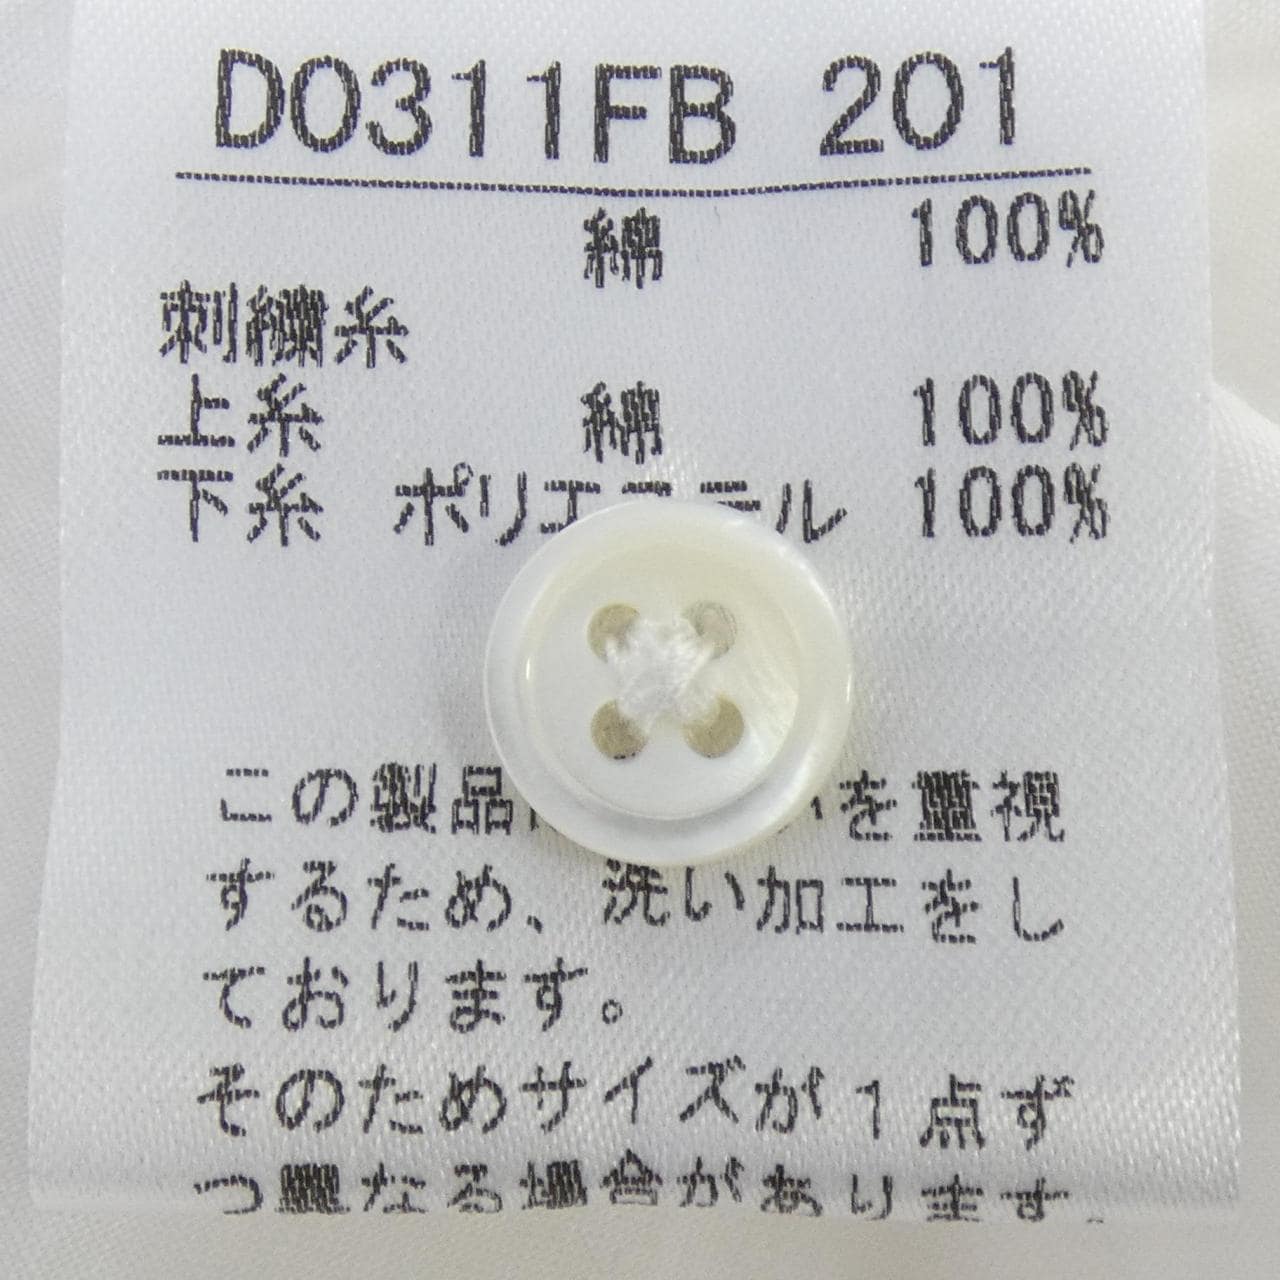 D0311FB 201
綿 100%
刺繍糸
上糸 綿 100%
下糸 ポリエステル 100%
この製品は を重視
するため、洗い加工をし
ております。
そのためサイズが1点ず
つ異なる場合があります。